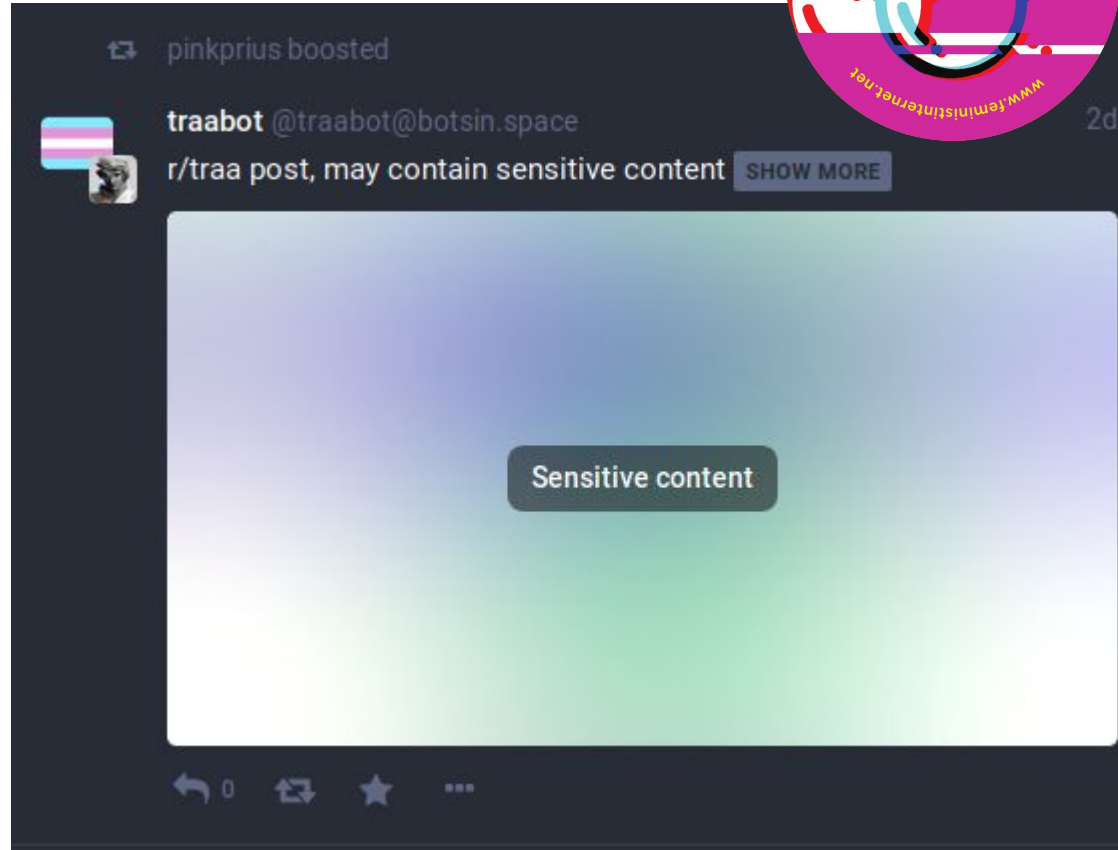 pinkprius boosted
www.feministinternet.net
traabot @traabot@botsin.space 2d
r/traa post, may contain sensitive content SHOW MORE
Sensitive content
0